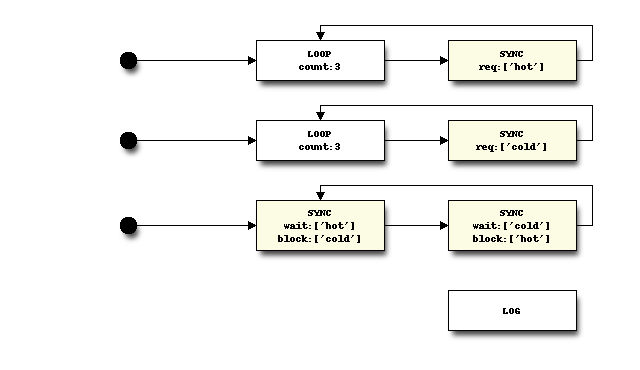 LOOP
count:3
SYNC
req:['hot']
LOOP
count:3
SYNC
req:['cold']
SYNC
wait:['hot']
block:['cold']
SYNC
wait:['cold']
block:['hot']
LOG